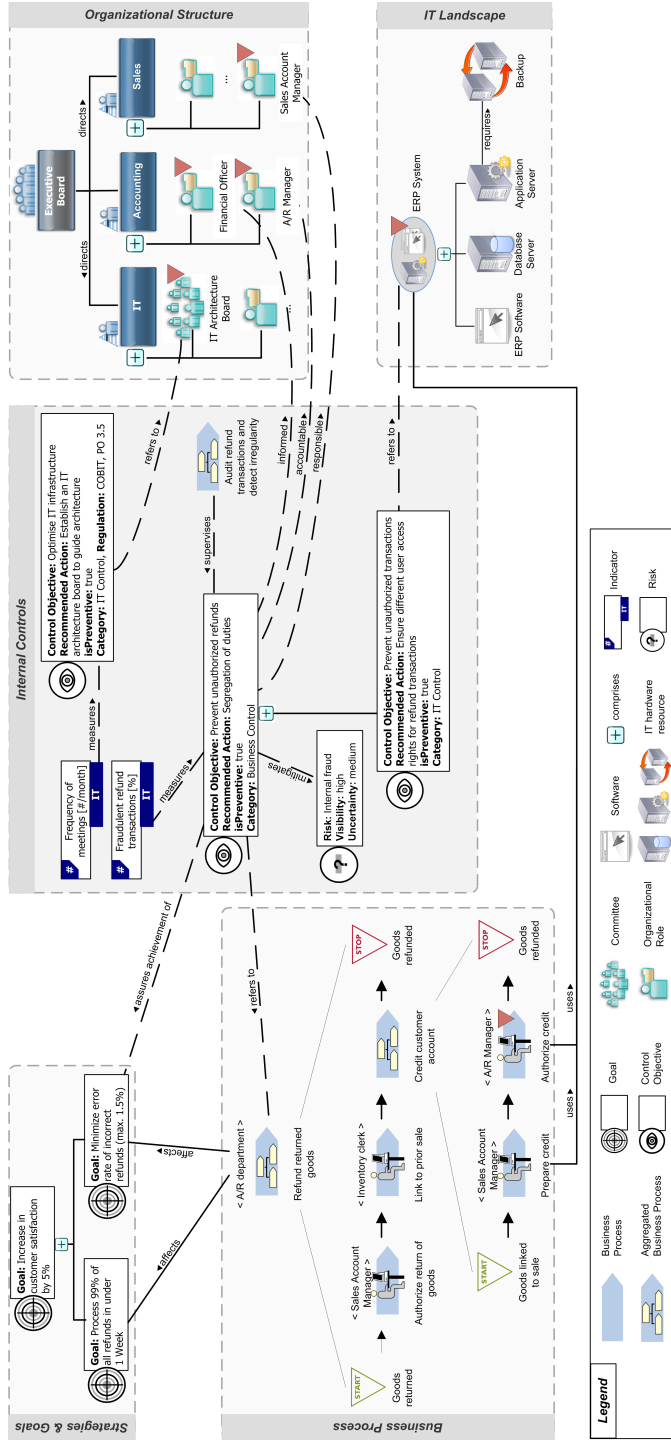 Strategies & Goals
Goal: Increase in
customer satisfaction
by 5%
Goal: Process 99% of
all refunds in under
1 Week
Goal: Minimize error
rate of incorrect
refunds (max. 1.5%)
◄affects
◄affects
◄assures achievement of
Internal Controls
#
Frequency of
meetings [#/month]
IT
measures►
#
Fraudulent refund
transactions [%]
IT
measures►
Control Objective: Optimise IT infrastructure
Recommended Action: Establish an IT
architecture board to guide architecture
isPreventive: true
Category: IT Control, Regulation: COBIT, PO 3.5
refers to►
Control Objective: Prevent unauthorized refunds
Recommended Action: Segregation of duties
isPreventive: true
Category: Business Control
◄supervises
Audit refund
transactions and
detect irregularity
informed►
accountable►
responsible►
mitigates►
Risk: Internal fraud
Visibility: high
Uncertainty: medium
Control Objective: Prevent unauthorized transactions
Recommended Action: Ensure different user access
rights for refund transactions
isPreventive: true
Category: IT Control
refers to►
◄refers to
Organizational Structure
Executive
Board
◄directs
directs►
IT
Accounting
Sales
IT Architecture
Board
...
Financial Officer
A/R Manager
...
Sales Account
Manager
IT Landscape
ERP System
ERP Software
Database
Server
Application
Server
requires►
Backup
Business Process
< A/R department >
Refund returned
goods
START
Goods
returned
< Sales Account
Manager >
Authorize return of
goods
< Inventory clerk >
Link to prior sale
Credit customer
account
STOP
Goods
refunded
START
Goods linked
to sale
< Sales Account
Manager >
Prepare credit
< A/R Manager >
Authorize credit
STOP
Goods
refunded
uses►
uses►
Legend
Business
Process
Aggregated
Business Process
Goal
Control
Objective
Committee
Organizational
Role
Software
comprises
IT hardware
resource
#
IT
Indicator
?
Risk